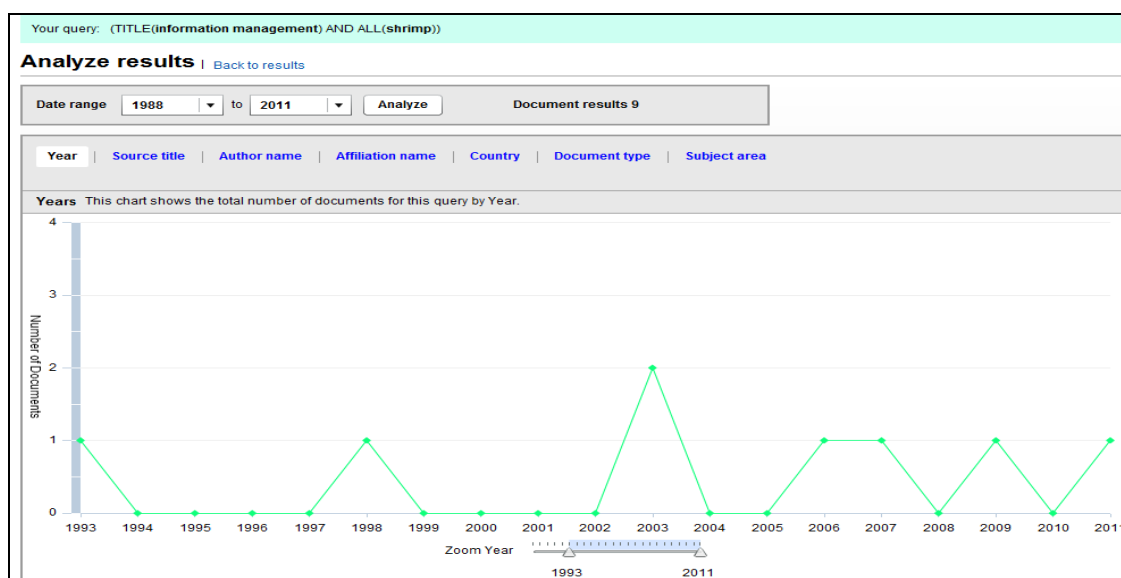 Your query: (TITLE(information management) AND ALL(shrimp))
Analyze results | Back to results
Date range 1988 to 2011 Analyze Document results 9
Year | Source title | Author name | Affiliation name | Country | Document type | Subject area
Years This chart shows the total number of documents for this query by Year.
4
3
2
1
0
Number of Documents
1993 1994 1995 1996 1997 1998 1999 2000 2001 2002 2003 2004 2005 2006 2007 2008 2009 2010 2011
Zoom Year
1993 2011